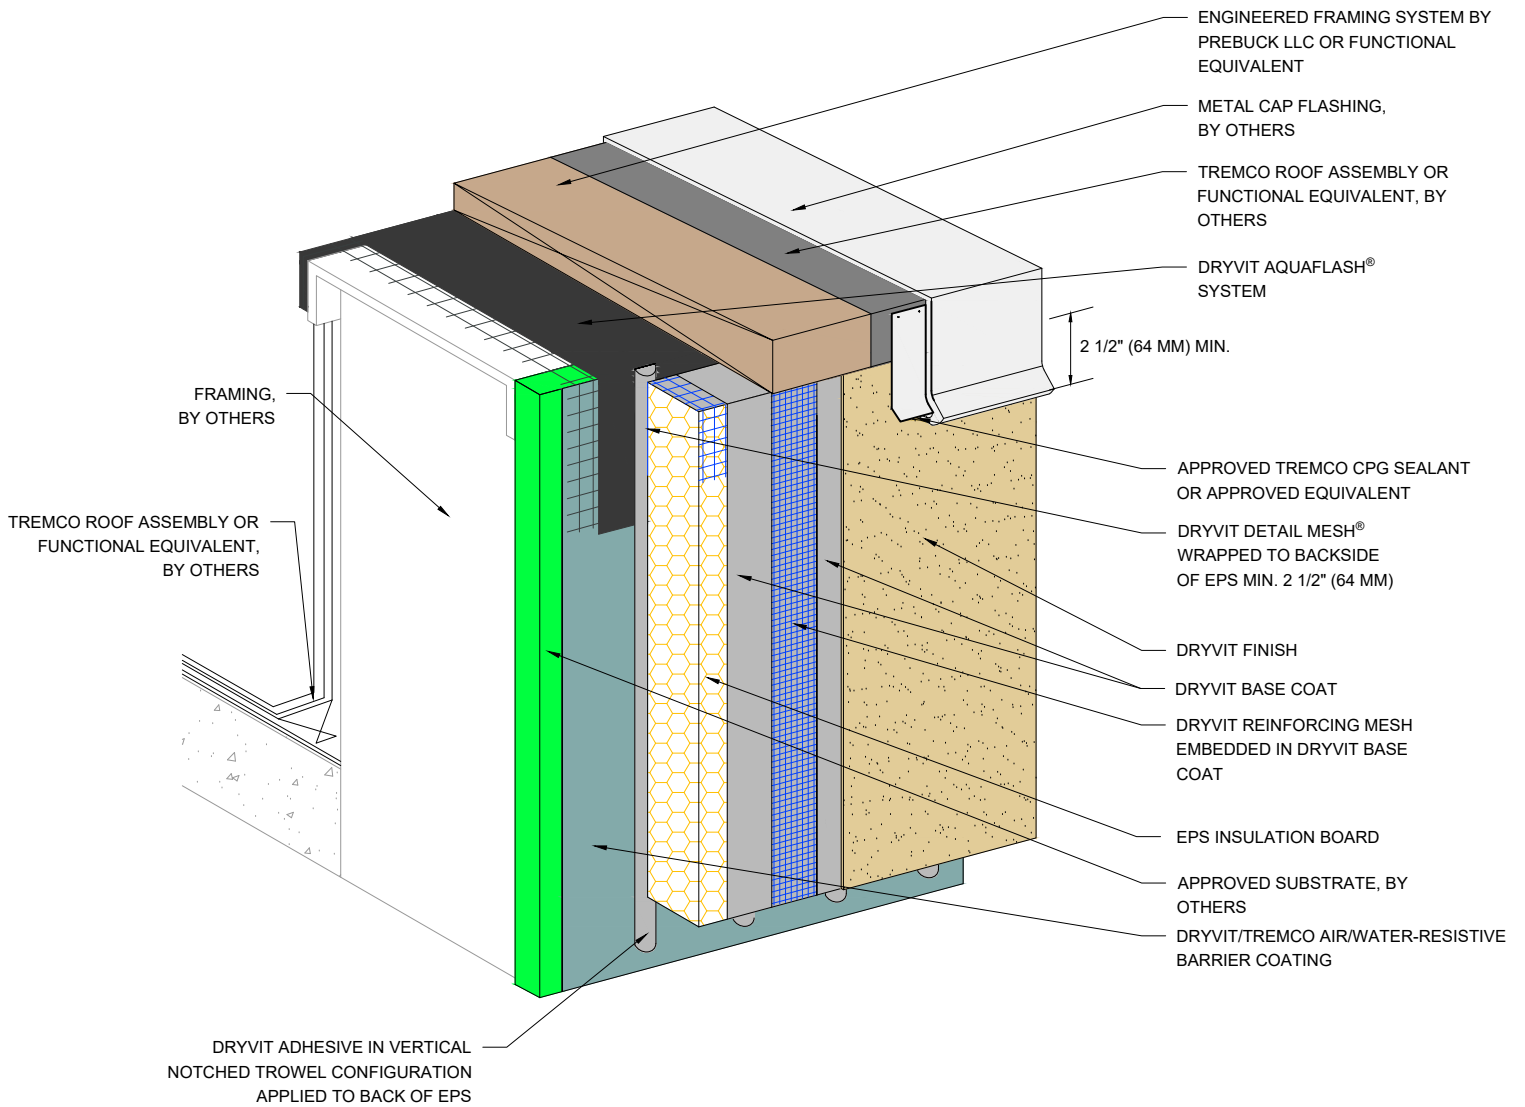 ENGINEERED FRAMING SYSTEM BY
PREBUCK LLC OR FUNCTIONAL
EQUIVALENT
METAL CAP FLASHING,
BY OTHERS
TREMCO ROOF ASSEMBLY OR
FUNCTIONAL EQUIVALENT, BY
OTHERS
DRYVIT AQUAFLASH®
SYSTEM
2 1/2" (64 MM) MIN.
FRAMING,
BY OTHERS
TREMCO ROOF ASSEMBLY OR
FUNCTIONAL EQUIVALENT,
BY OTHERS
APPROVED TREMCO CPG SEALANT
OR APPROVED EQUIVALENT
DRYVIT DETAIL MESH®
WRAPPED TO BACKSIDE
OF EPS MIN. 2 1/2" (64 MM)
DRYVIT FINISH
DRYVIT BASE COAT
DRYVIT REINFORCING MESH
EMBEDDED IN DRYVIT BASE
COAT
EPS INSULATION BOARD
APPROVED SUBSTRATE, BY
OTHERS
DRYVIT/TREMCO AIR/WATER-RESISTIVE
BARRIER COATING
DRYVIT ADHESIVE IN VERTICAL
NOTCHED TROWEL CONFIGURATION
APPLIED TO BACK OF EPS